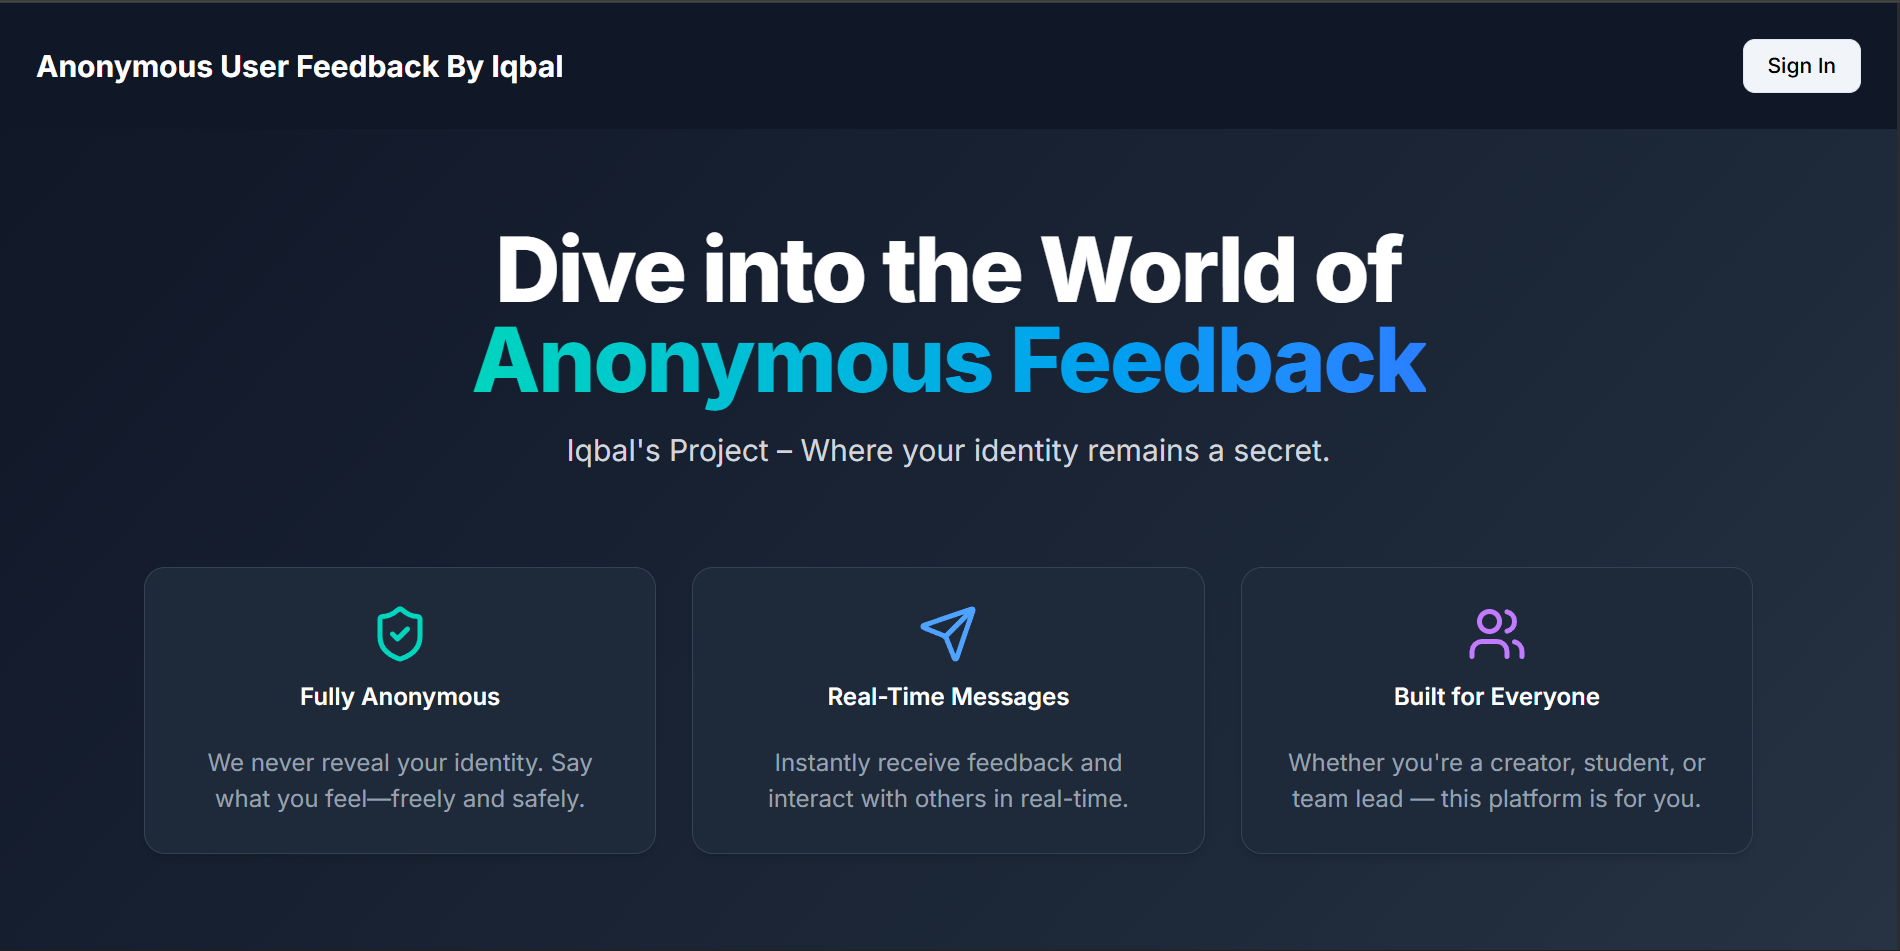 Anonymous User Feedback By Iqbal
Sign In
Dive into the World of
Anonymous Feedback
Iqbal's Project – Where your identity remains a secret.
Fully Anonymous
We never reveal your identity. Say
what you feel—freely and safely.
Real-Time Messages
Instantly receive feedback and
interact with others in real-time.
Built for Everyone
Whether you're a creator, student, or
team lead — this platform is for you.